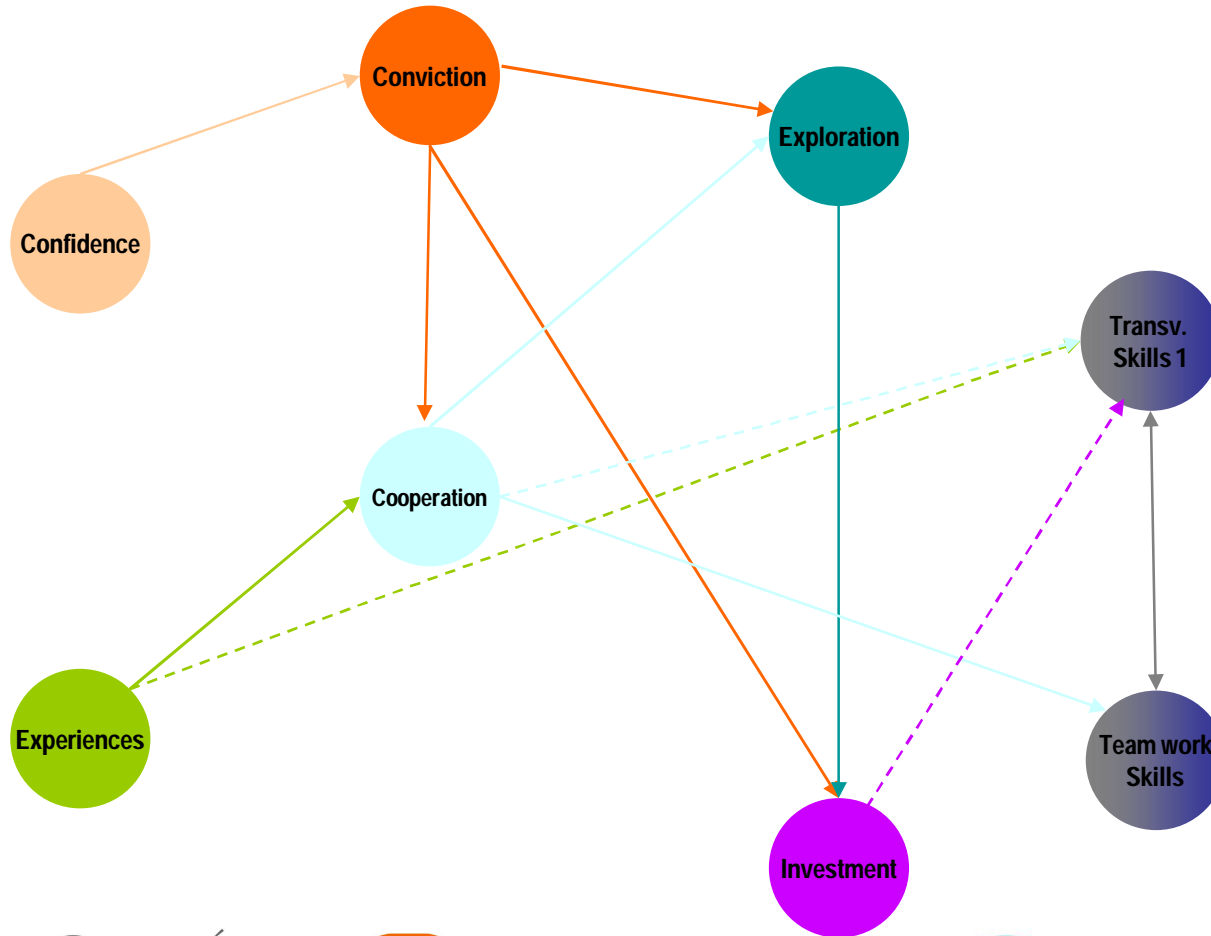 Conviction
Exploration
Confidence
Transv.
Skills 1
Cooperation
Experiences
Team work
Skills
Investment